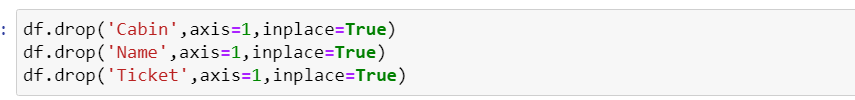 : df.drop('Cabin',axis=1,inplace=True)
df.drop('Name',axis=1,inplace=True)
df.drop('Ticket',axis=1,inplace=True)